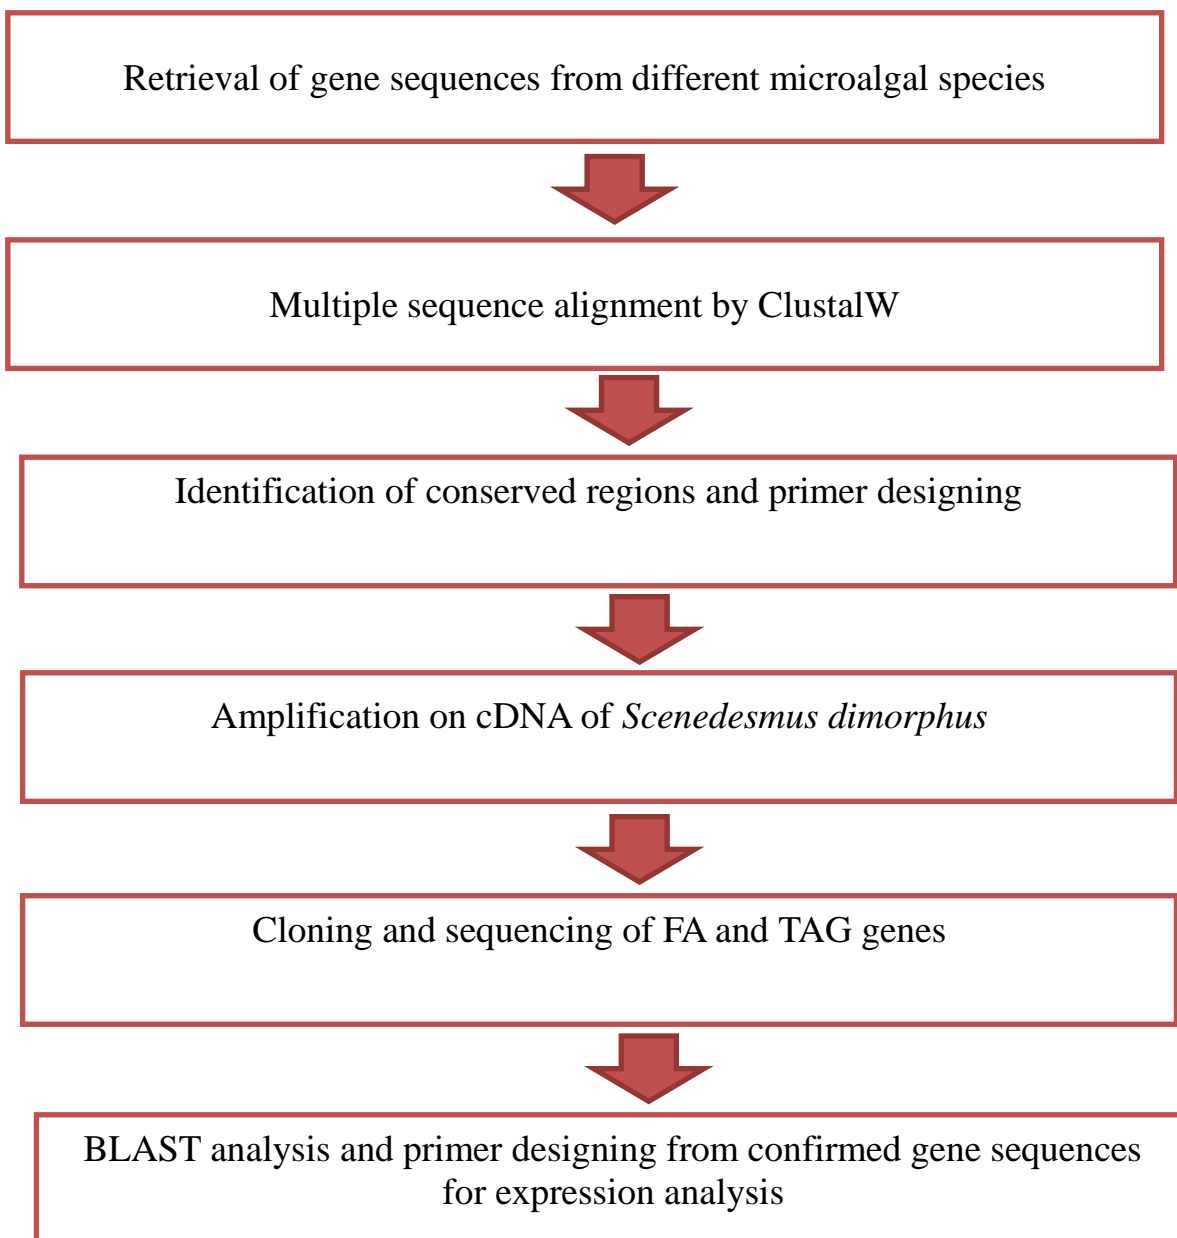 Retrieval of gene sequences from different microalgal species
Multiple sequence alignment by ClustalW
Identification of conserved regions and primer designing
Amplification on cDNA of Scenedesmus dimorphus
Cloning and sequencing of FA and TAG genes
BLAST analysis and primer designing from confirmed gene sequences
for expression analysis